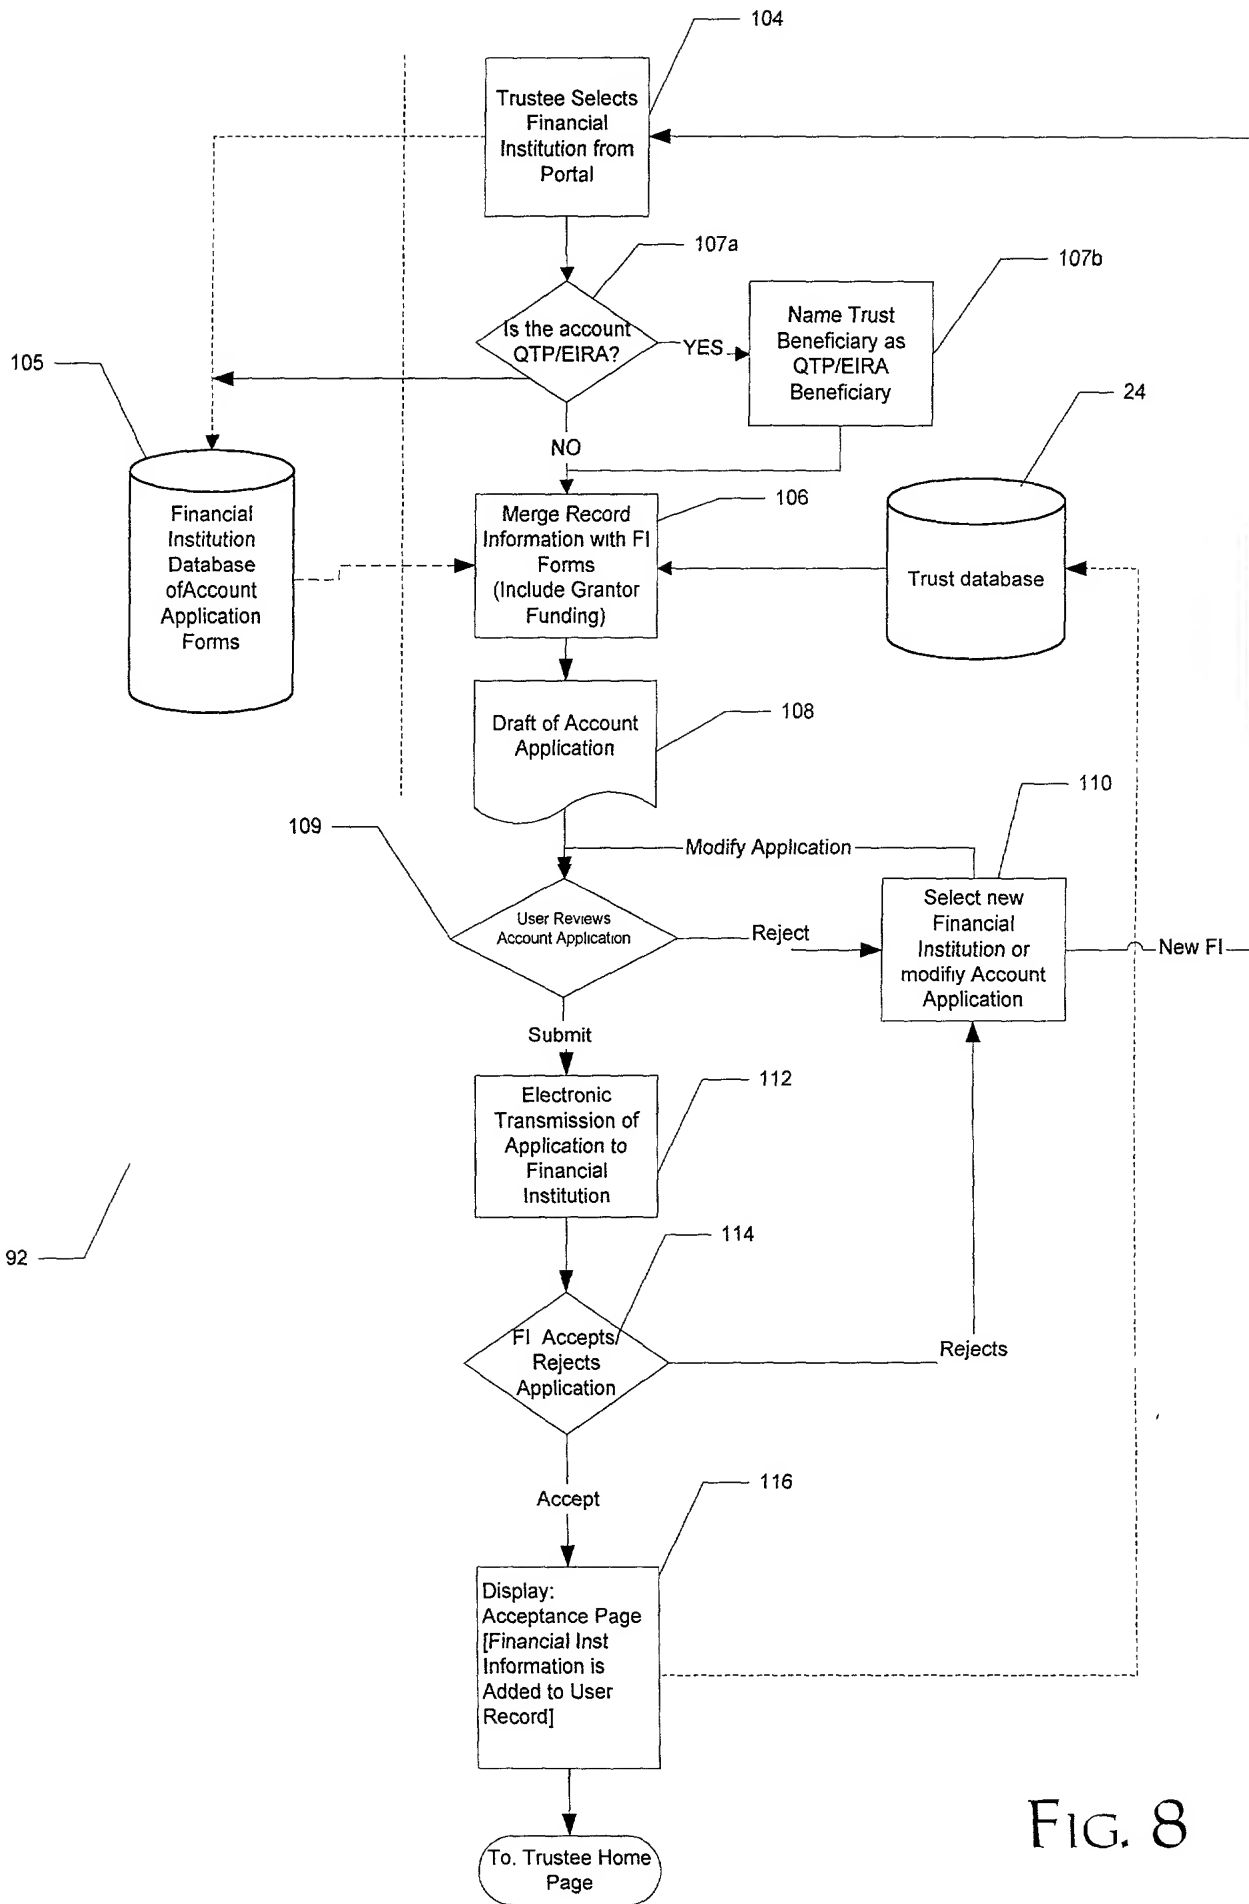 104
Trustee Selects
Financial
Institution from
Portal
107a
107b
Is the account
QTP/EIRA?
YES
Name Trust
Beneficiary as
QTP/EIRA
Beneficiary
105
24
NO
Financial
Institution
Database
ofAccount
Application
Forms
106
Merge Record
Information with FI
Forms
(Include Grantor
Funding)
Trust database
108
Draft of Account
Application
110
109
Modify Application
User Reviews
Account Application
Reject
Select new
Financial
Institution or
modifiy Account
Application
New FI
Submit
112
Electronic
Transmission of
Application to
Financial
Institution
92
114
FI Accepts/
Rejects
Application
Rejects
Accept
116
Display:
Acceptance Page
[Financial Inst
Information is
Added to User
Record]
To. Trustee Home
Page
FIG. 8